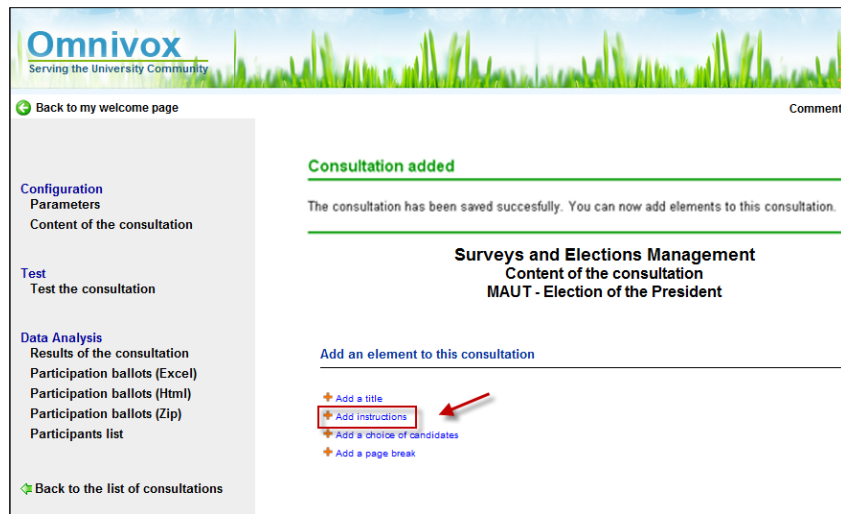 Omnivox
Serving the University Community
Back to my welcome page
Comment
Configuration
Parameters
Content of the consultation
Test
Test the consultation
Data Analysis
Results of the consultation
Participation ballots (Excel)
Participation ballots (Html)
Participation ballots (Zip)
Participants list
Back to the list of consultations
Consultation added
The consultation has been saved succesfully. You can now add elements to this consultation.
Surveys and Elections Management
Content of the consultation
MAUT - Election of the President
Add an element to this consultation
Add a title
Add instructions
Add a choice of candidates
Add a page break